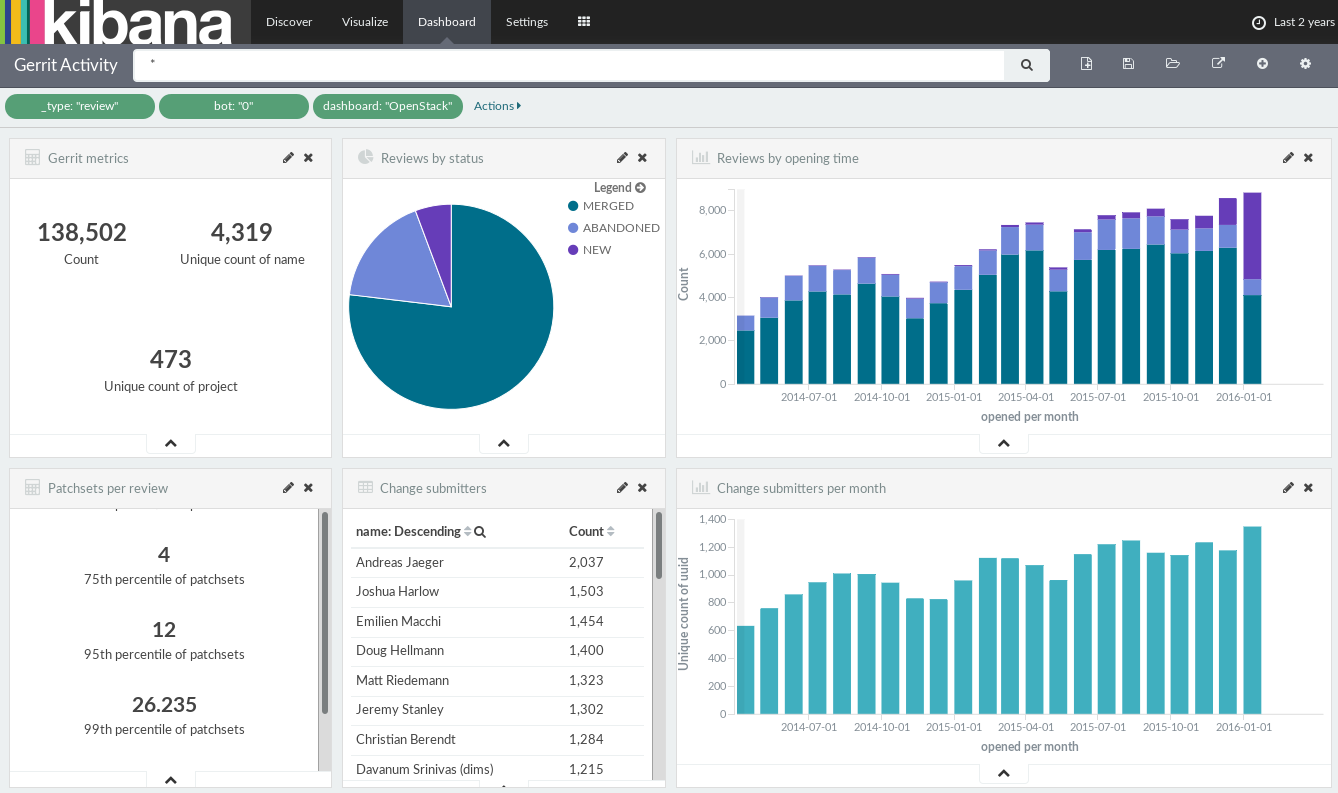 kibana
Discover
Visualize
Dashboard
Settings
Last 2 years
Gerrit Activity
*
_type: "review"
bot: "0"
dashboard: "OpenStack"
Actions
Gerrit metrics
138,502
Count
4,319
Unique count of name
473
Unique count of project
Reviews by status
Legend
MERGED
ABANDONED
NEW
Reviews by opening time
Count
8,000
6,000
4,000
2,000
0
2014-07-01
2014-10-01
2015-01-01
2015-04-01
2015-07-01
2015-10-01
2016-01-01
opened per month
Patchsets per review
4
75th percentile of patchsets
12
95th percentile of patchsets
26.235
99th percentile of patchsets
Change submitters
name: Descending Count
Andreas Jaeger 2,037
Joshua Harlow 1,503
Emilien Macchi 1,454
Doug Hellmann 1,400
Matt Riedemann 1,323
Jeremy Stanley 1,302
Christian Berendt 1,284
Davanum Srinivas (dims) 1,215
Change submitters per month
Unique count of uuid
1,400
1,200
1,000
800
600
400
200
0
2014-07-01
2014-10-01
2015-01-01
2015-04-01
2015-07-01
2015-10-01
2016-01-01
opened per month